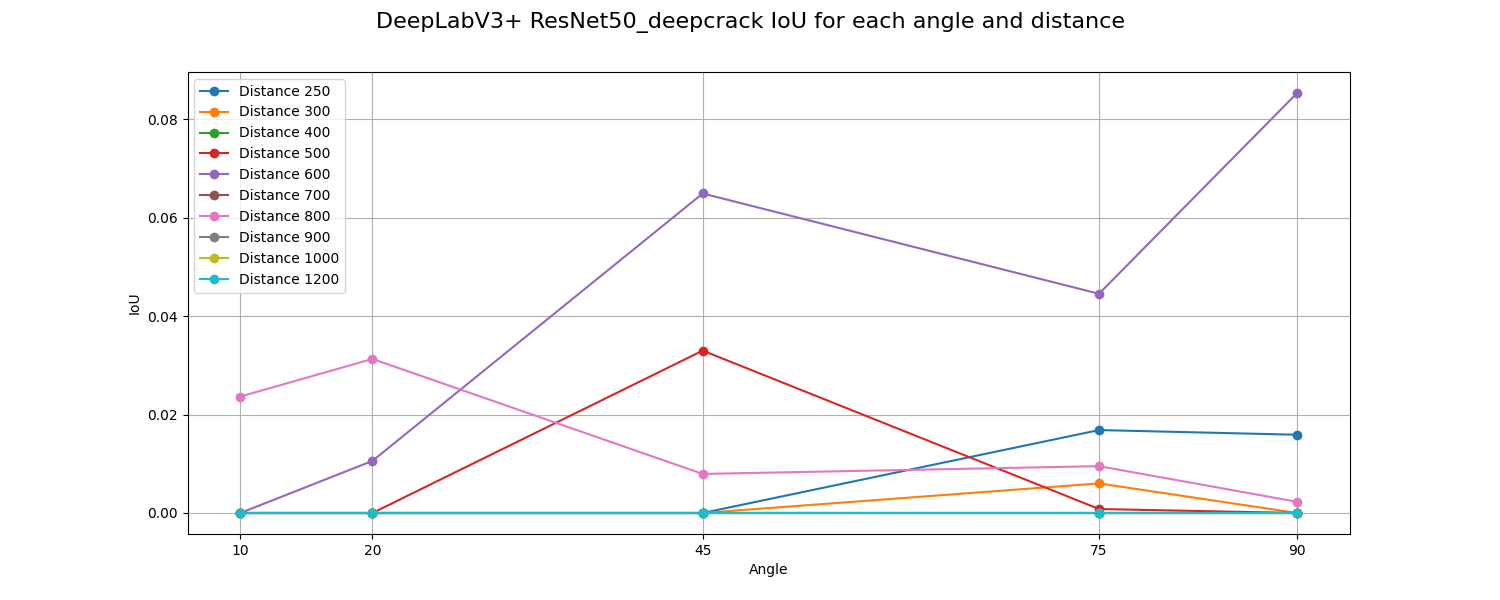 DeepLabV3+ ResNet50_deepcrack IoU for each angle and distance
Distance 250
Distance 300
Distance 400
Distance 500
Distance 600
Distance 700
Distance 800
Distance 900
Distance 1000
Distance 1200
0.08
0.06
0.04
0.02
0.00
IoU
10 20 45 75 90
Angle